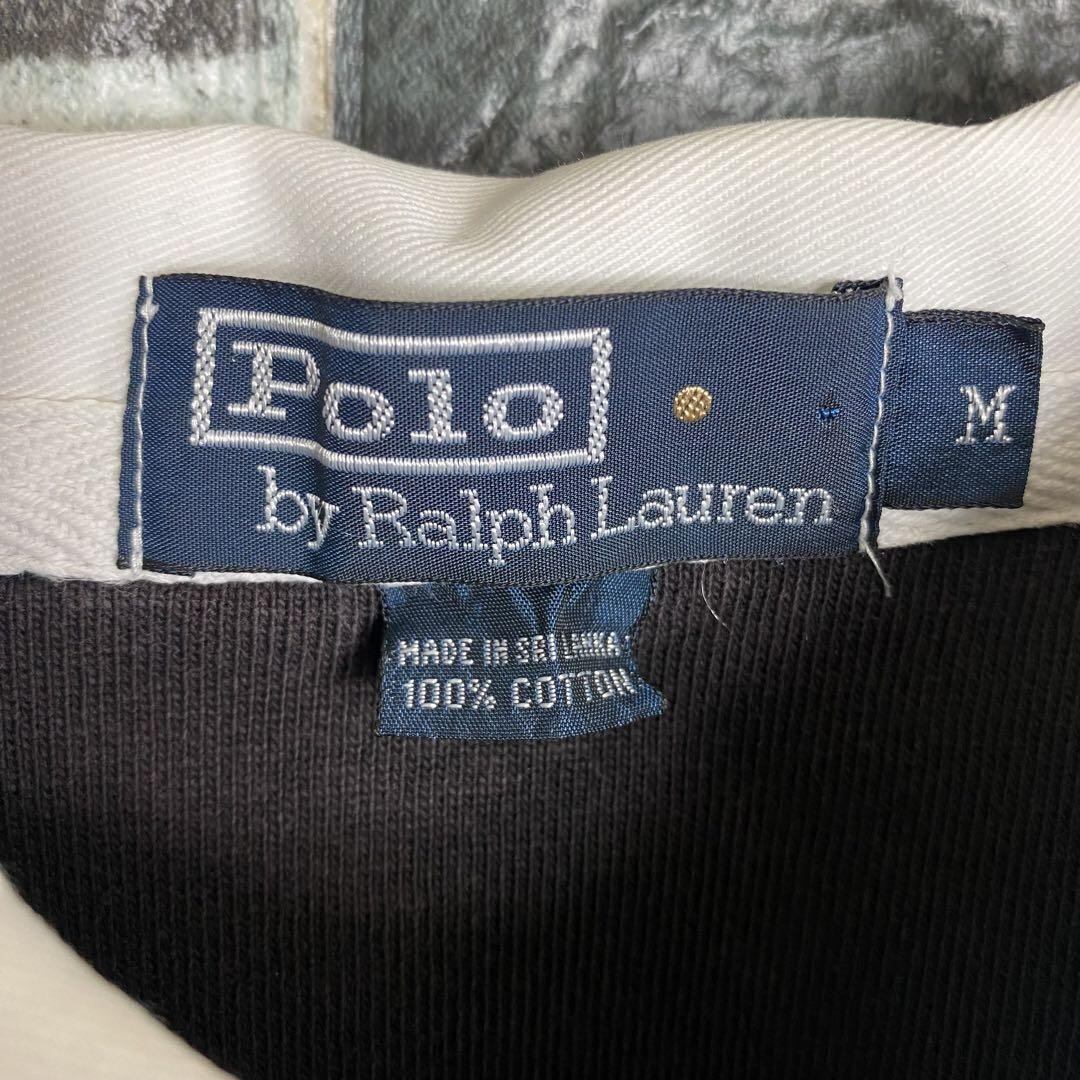 Polo
by Ralph Lauren
M
MADE IN SRI LANKA
100% COTTON